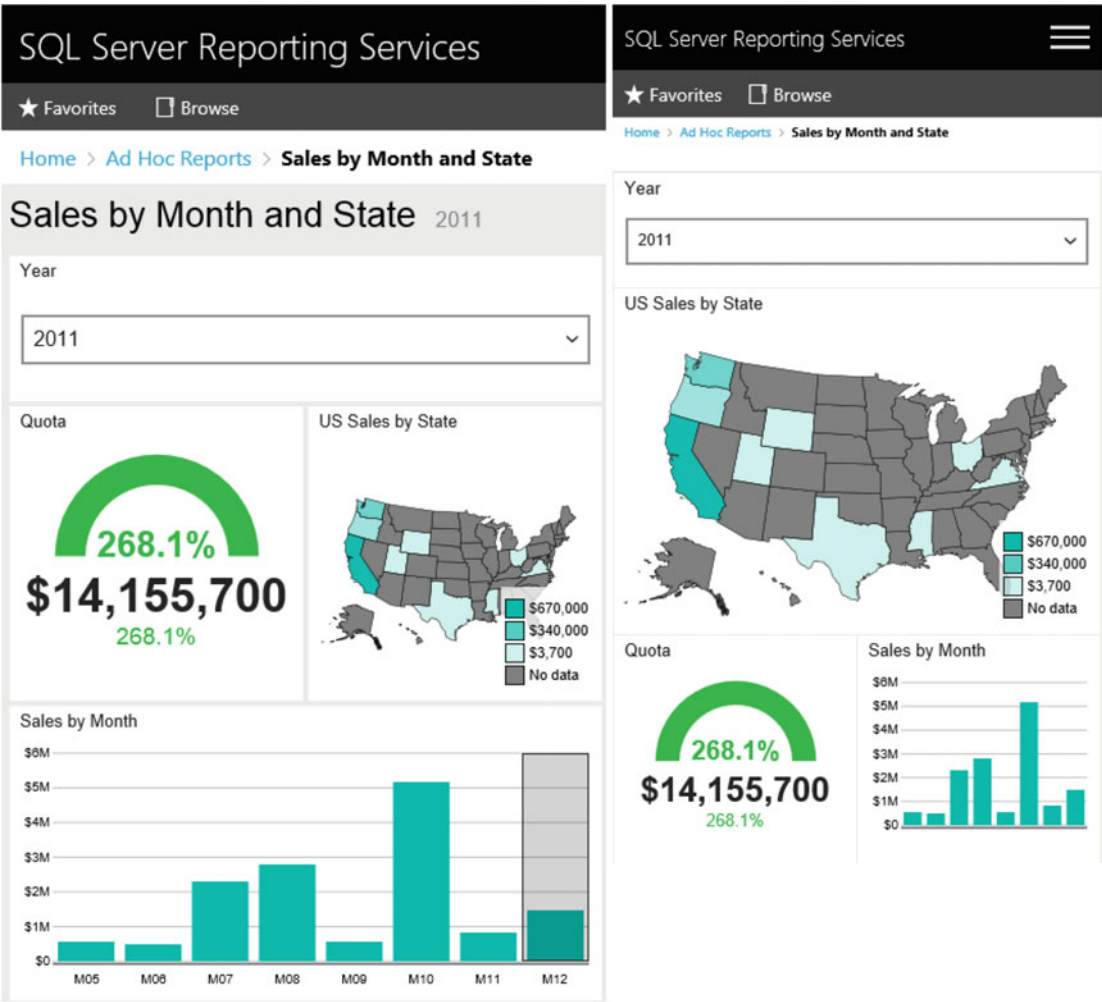 SQL Server Reporting Services
Favorites Browse
Home > Ad Hoc Reports > Sales by Month and State
Sales by Month and State 2011
Year
2011
Quota
268.1%
$14,155,700
268.1%
US Sales by State
$670,000
$340,000
$3,700
No data
Sales by Month
$6M
$5M
$4M
$3M
$2M
$1M
$0
M05 M06 M07 M08 M09 M10 M11 M12
SQL Server Reporting Services
Favorites Browse
Home > Ad Hoc Reports > Sales by Month and State
Year
2011
US Sales by State
$670,000
$340,000
$3,700
No data
Quota
268.1%
$14,155,700
268.1%
Sales by Month
$6M
$5M
$4M
$3M
$2M
$1M
$0